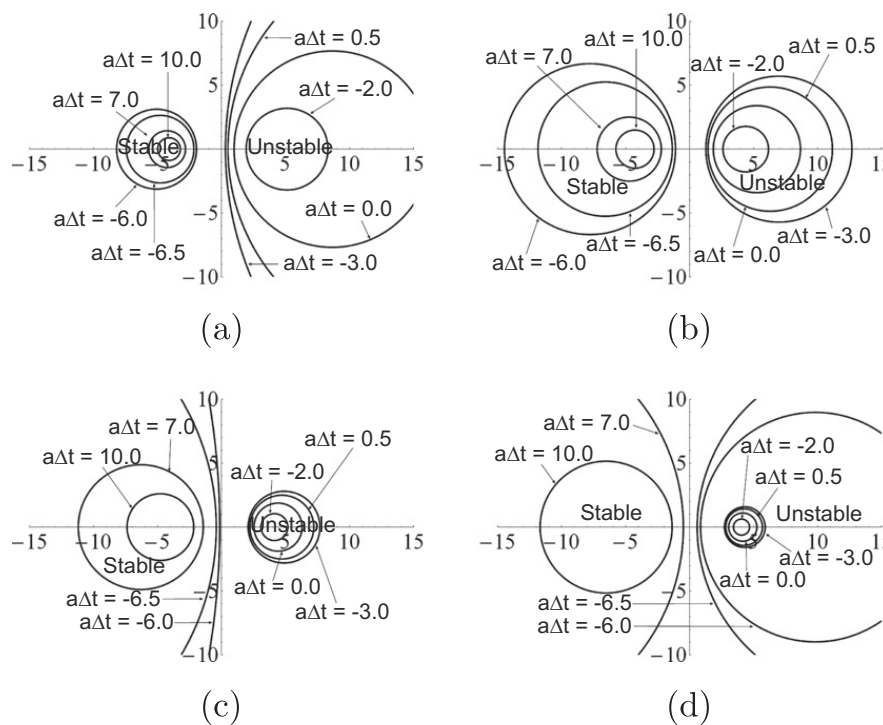 10
aΔt = 0.5
aΔt = 10.0
aΔt = 7.0
5
aΔt = -2.0
Stable
Unstable
−15
−10
−5
5
10
15
aΔt = -6.0
aΔt = 0.0
−5
aΔt = -6.5
aΔt = -3.0
−10
(a)
10
aΔt = 10.0
aΔt = 0.5
aΔt = 7.0
aΔt = -2.0
5
−15
−10
−5
5
10
15
Stable
Unstable
−5
aΔt = -6.5
aΔt = -3.0
aΔt = -6.0
aΔt = 0.0
−10
(b)
10
aΔt = 7.0
aΔt = 0.5
aΔt = 10.0
5
aΔt = -2.0
Unstable
−15
−10
−5
5
10
15
Stable
aΔt = 0.0
−5
aΔt = -6.5
aΔt = -3.0
aΔt = -6.0
−10
(c)
10
aΔt = 7.0
aΔt = -2.0
aΔt = 10.0
5
aΔt = 0.5
Stable
Unstable
−15
−10
−5
5
10
15
aΔt = -3.0
aΔt = 0.0
−5
aΔt = -6.5
aΔt = -6.0
−10
(d)